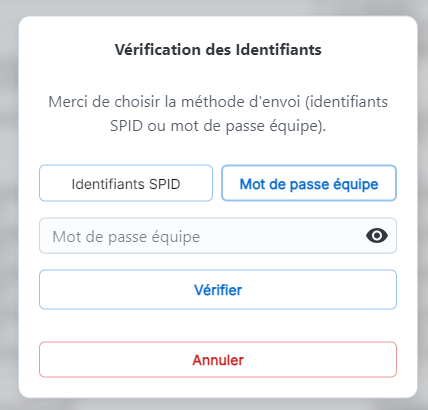 Vérification des Identifiants
Merci de choisir la méthode d'envoi (identifiants
SPID ou mot de passe équipe).
Identifiants SPID
Mot de passe équipe
Mot de passe équipe
Vérifier
Annuler